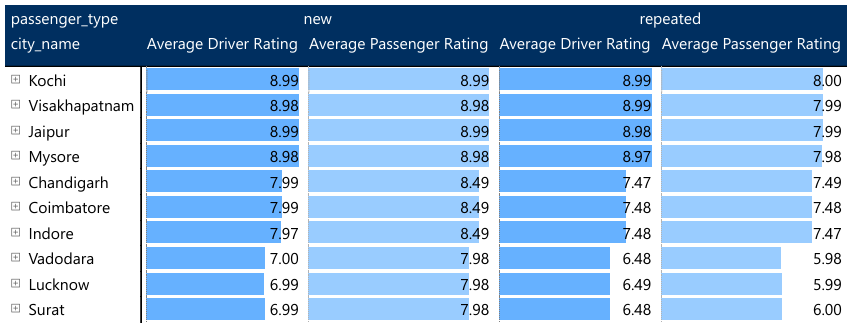 passenger_type new repeated
city_name Average Driver Rating Average Passenger Rating Average Driver Rating Average Passenger Rating
Kochi 8.99 8.99 8.99 8.00
Visakhapatnam 8.98 8.98 8.99 7.99
Jaipur 8.99 8.99 8.98 7.99
Mysore 8.98 8.98 8.97 7.98
Chandigarh 7.99 8.49 7.47 7.49
Coimbatore 7.99 8.49 7.48 7.48
Indore 7.97 8.49 7.48 7.47
Vadodara 7.00 7.98 6.48 5.98
Lucknow 6.99 7.98 6.49 5.99
Surat 6.99 7.98 6.48 6.00